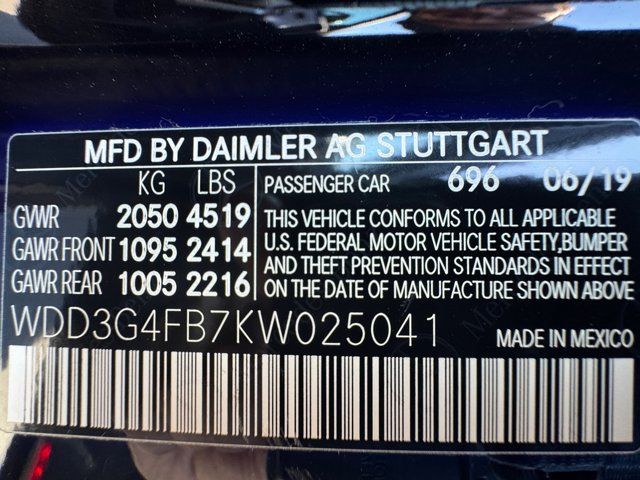 MFD BY DAIMLER AG STUTTGART
KG LBS
GVWR 2050 4519
GAWR FRONT 1095 2414
GAWR REAR 1005 2216
PASSENGER CAR 696 06/19
THIS VEHICLE CONFORMS TO ALL APPLICABLE
U.S. FEDERAL MOTOR VEHICLE SAFETY,BUMPER
AND THEFT PREVENTION STANDARDS IN EFFECT
ON THE DATE OF MANUFACTURE SHOWN ABOVE
WDD3G4FB7KW025041
MADE IN MEXICO